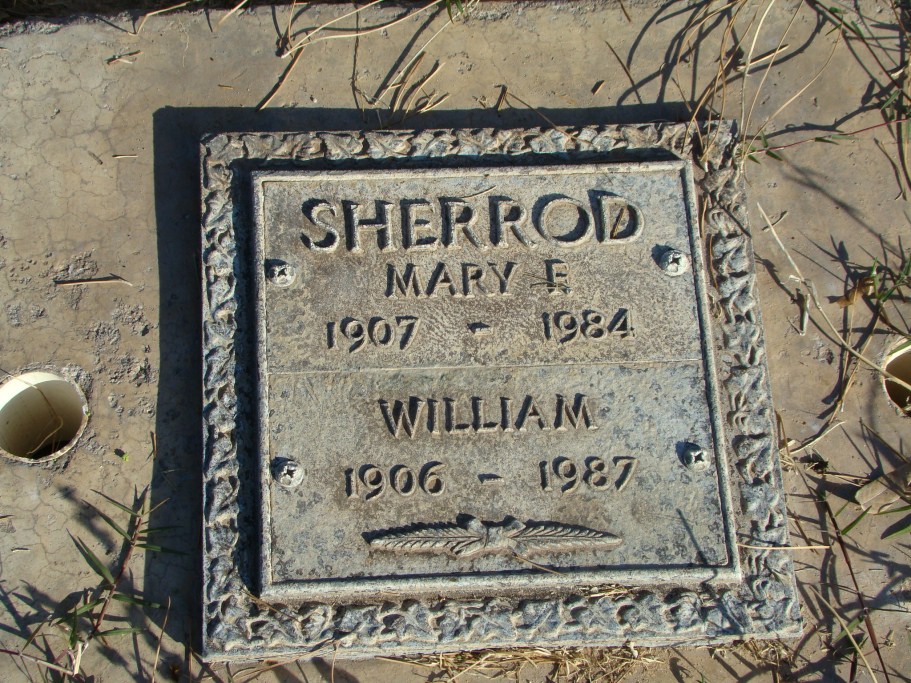 SHERROD
MARY E.
1907 - 1984
WILLIAM
1906 - 1987